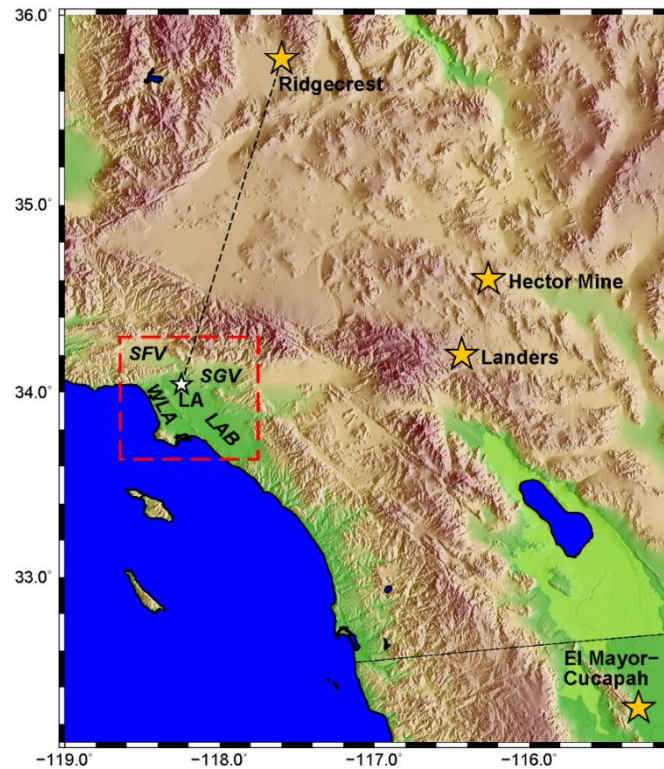 36.0°
Ridgecrest
35.0°
Hector Mine
Landers
SFV
SGV
34.0°
LA
WLA
LAB
33.0°
El Mayor–
Cucapah
−119.0°
−118.0°
−117.0°
−116.0°